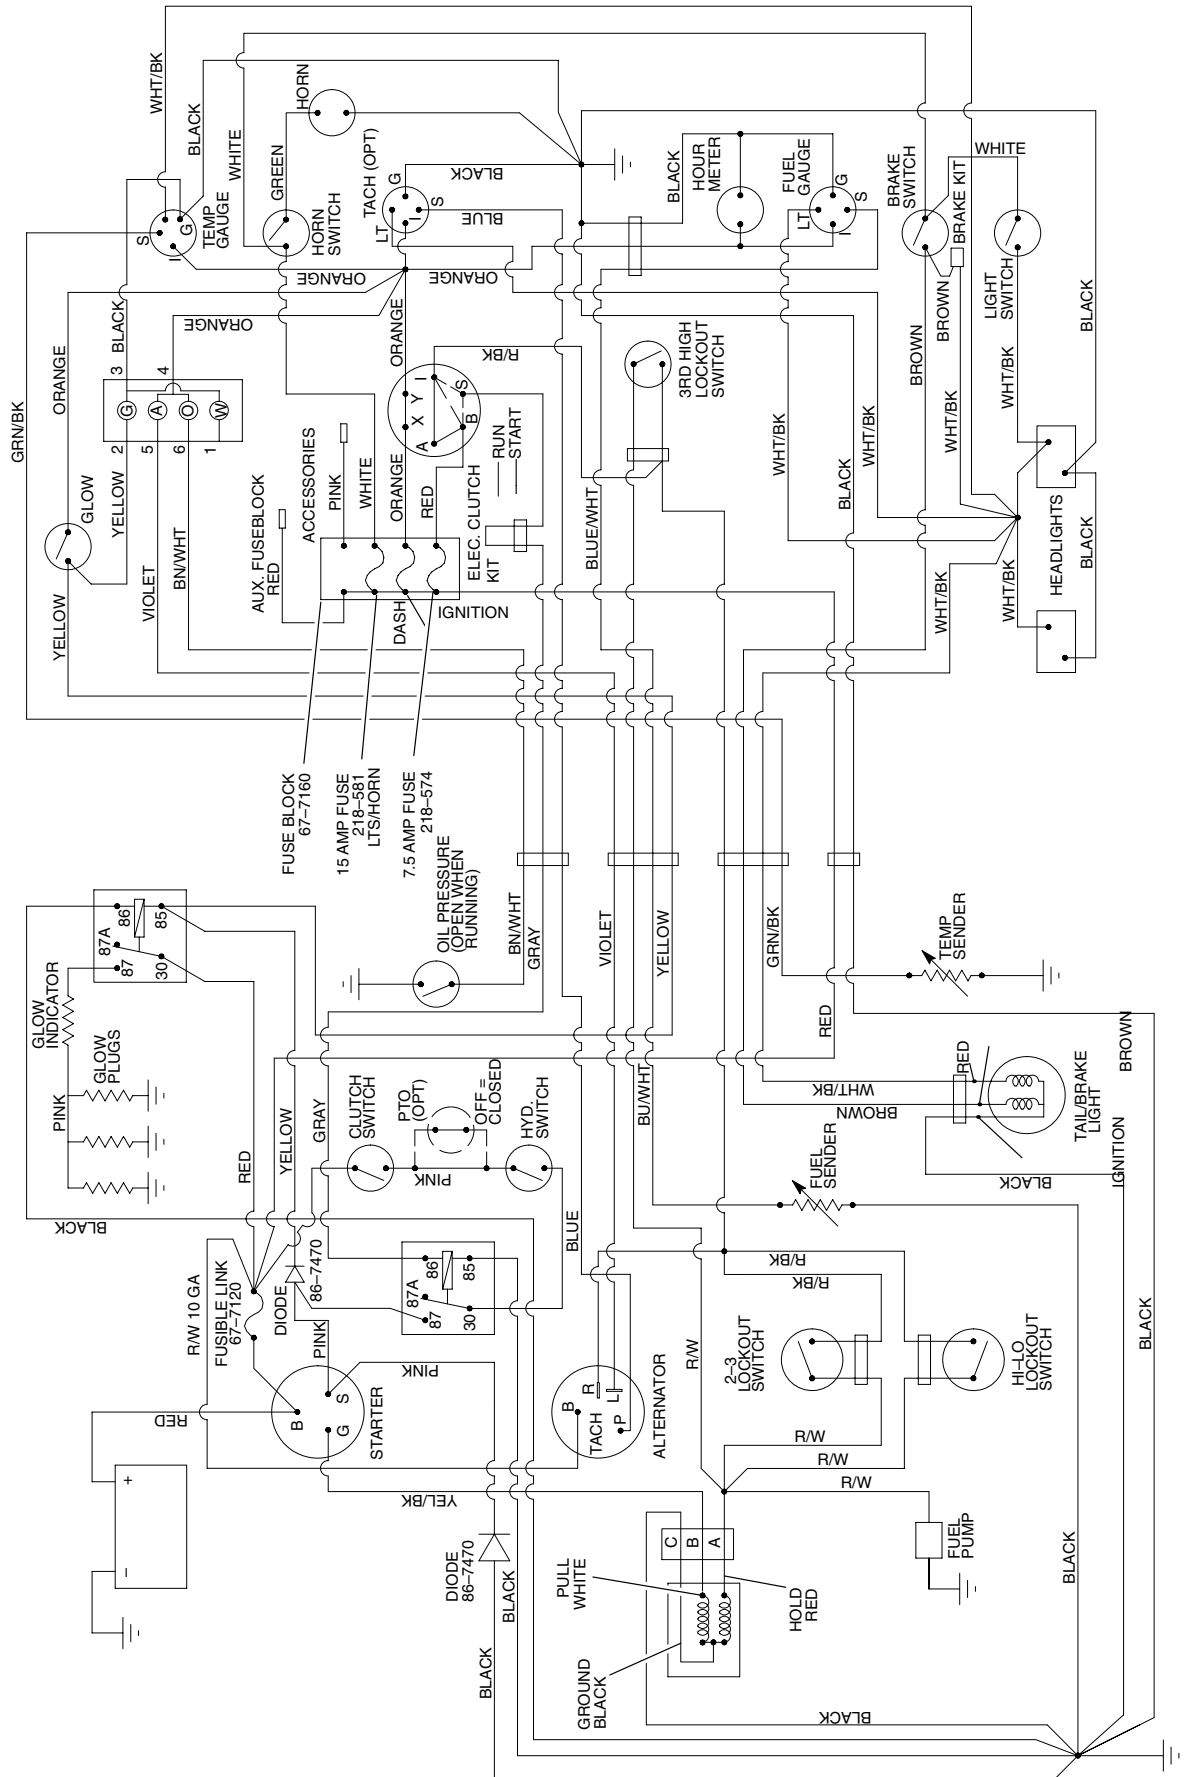 WHT/BK
BLACK
WHITE
HORN
GREEN
S
G
I
TEMP
GAUGE
HORN
SWITCH
TACH (OPT)
LT
G
S
I
BLACK
BLUE
ORANGE
ORANGE
ORANGE
BLACK
HOUR
METER
FUEL
GAUGE
LT
G
S
I
BRAKE
SWITCH
BRAKE KIT
WHITE
LIGHT
SWITCH
BROWN
BROWN
BLACK
GRN/BK
ORANGE
BLACK
3
4
G
A
O
W
2
5
6
1
GLOW
YELLOW
YELLOW
VIOLET
BN/WHT
AUX. FUSEBLOCK
RED
ACCESSORIES
PINK
WHITE
ORANGE
ORANGE
RED
A
X
Y
I
B
S
R/BK
RUN
START
ELEC. CLUTCH
KIT
3RD HIGH
LOCKOUT
SWITCH
BLUE/WHT
WHT/BK
BLACK
WHT/BK
WHT/BK
WHT/BK
WHT/BK
WHT/BK
HEADLIGHTS
BLACK
DASH
IGNITION
FUSE BLOCK
67–7160
15 AMP FUSE
218–581
LTS/HORN
7.5 AMP FUSE
218–574
OIL PRESSURE
(OPEN WHEN
RUNNING)
BN/WHT
GRAY
VIOLET
YELLOW
GRN/BK
TEMP
SENDER
RED
BROWN
86
87A
85
87
30
GLOW
INDICATOR
GLOW
PLUGS
PINK
RED
YELLOW
GRAY
CLUTCH
SWITCH
PTO
(OPT)
OFF =
CLOSED
HYD.
SWITCH
PINK
BLUE
BU/WHT
FUEL
SENDER
WHT/BK
BROWN
RED
TAIL/BRAKE
LIGHT
BLACK
IGNITION
BLACK
R/W 10 GA
FUSIBLE LINK
67–7120
DIODE
86–7470
PINK
86
87A
85
87
30
R/BK
R/BK
R/W
2–3
LOCKOUT
SWITCH
HI–LO
LOCKOUT
SWITCH
BLACK
RED
B
S
G
STARTER
PINK
B
R
L
P
TACH
ALTERNATOR
R/W
R/W
R/W
+
–
YEL/BK
DIODE
86–7470
BLACK
BLACK
C
B
A
PULL
WHITE
HOLD
RED
GROUND
BLACK
FUEL
PUMP
BLACK
BLACK